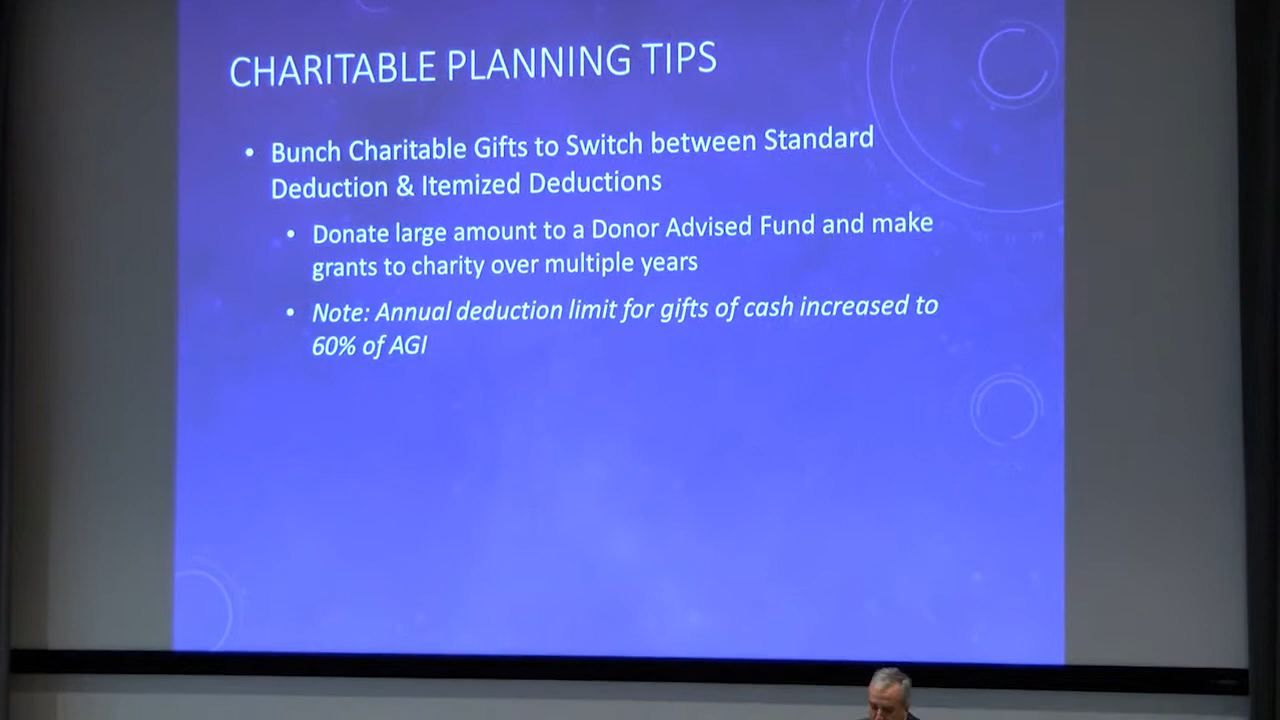 CHARITABLE PLANNING TIPS
• Bunch Charitable Gifts to Switch between Standard
Deduction & Itemized Deductions
• Donate large amount to a Donor Advised Fund and make
grants to charity over multiple years
• Note: Annual deduction limit for gifts of cash increased to
60% of AGI